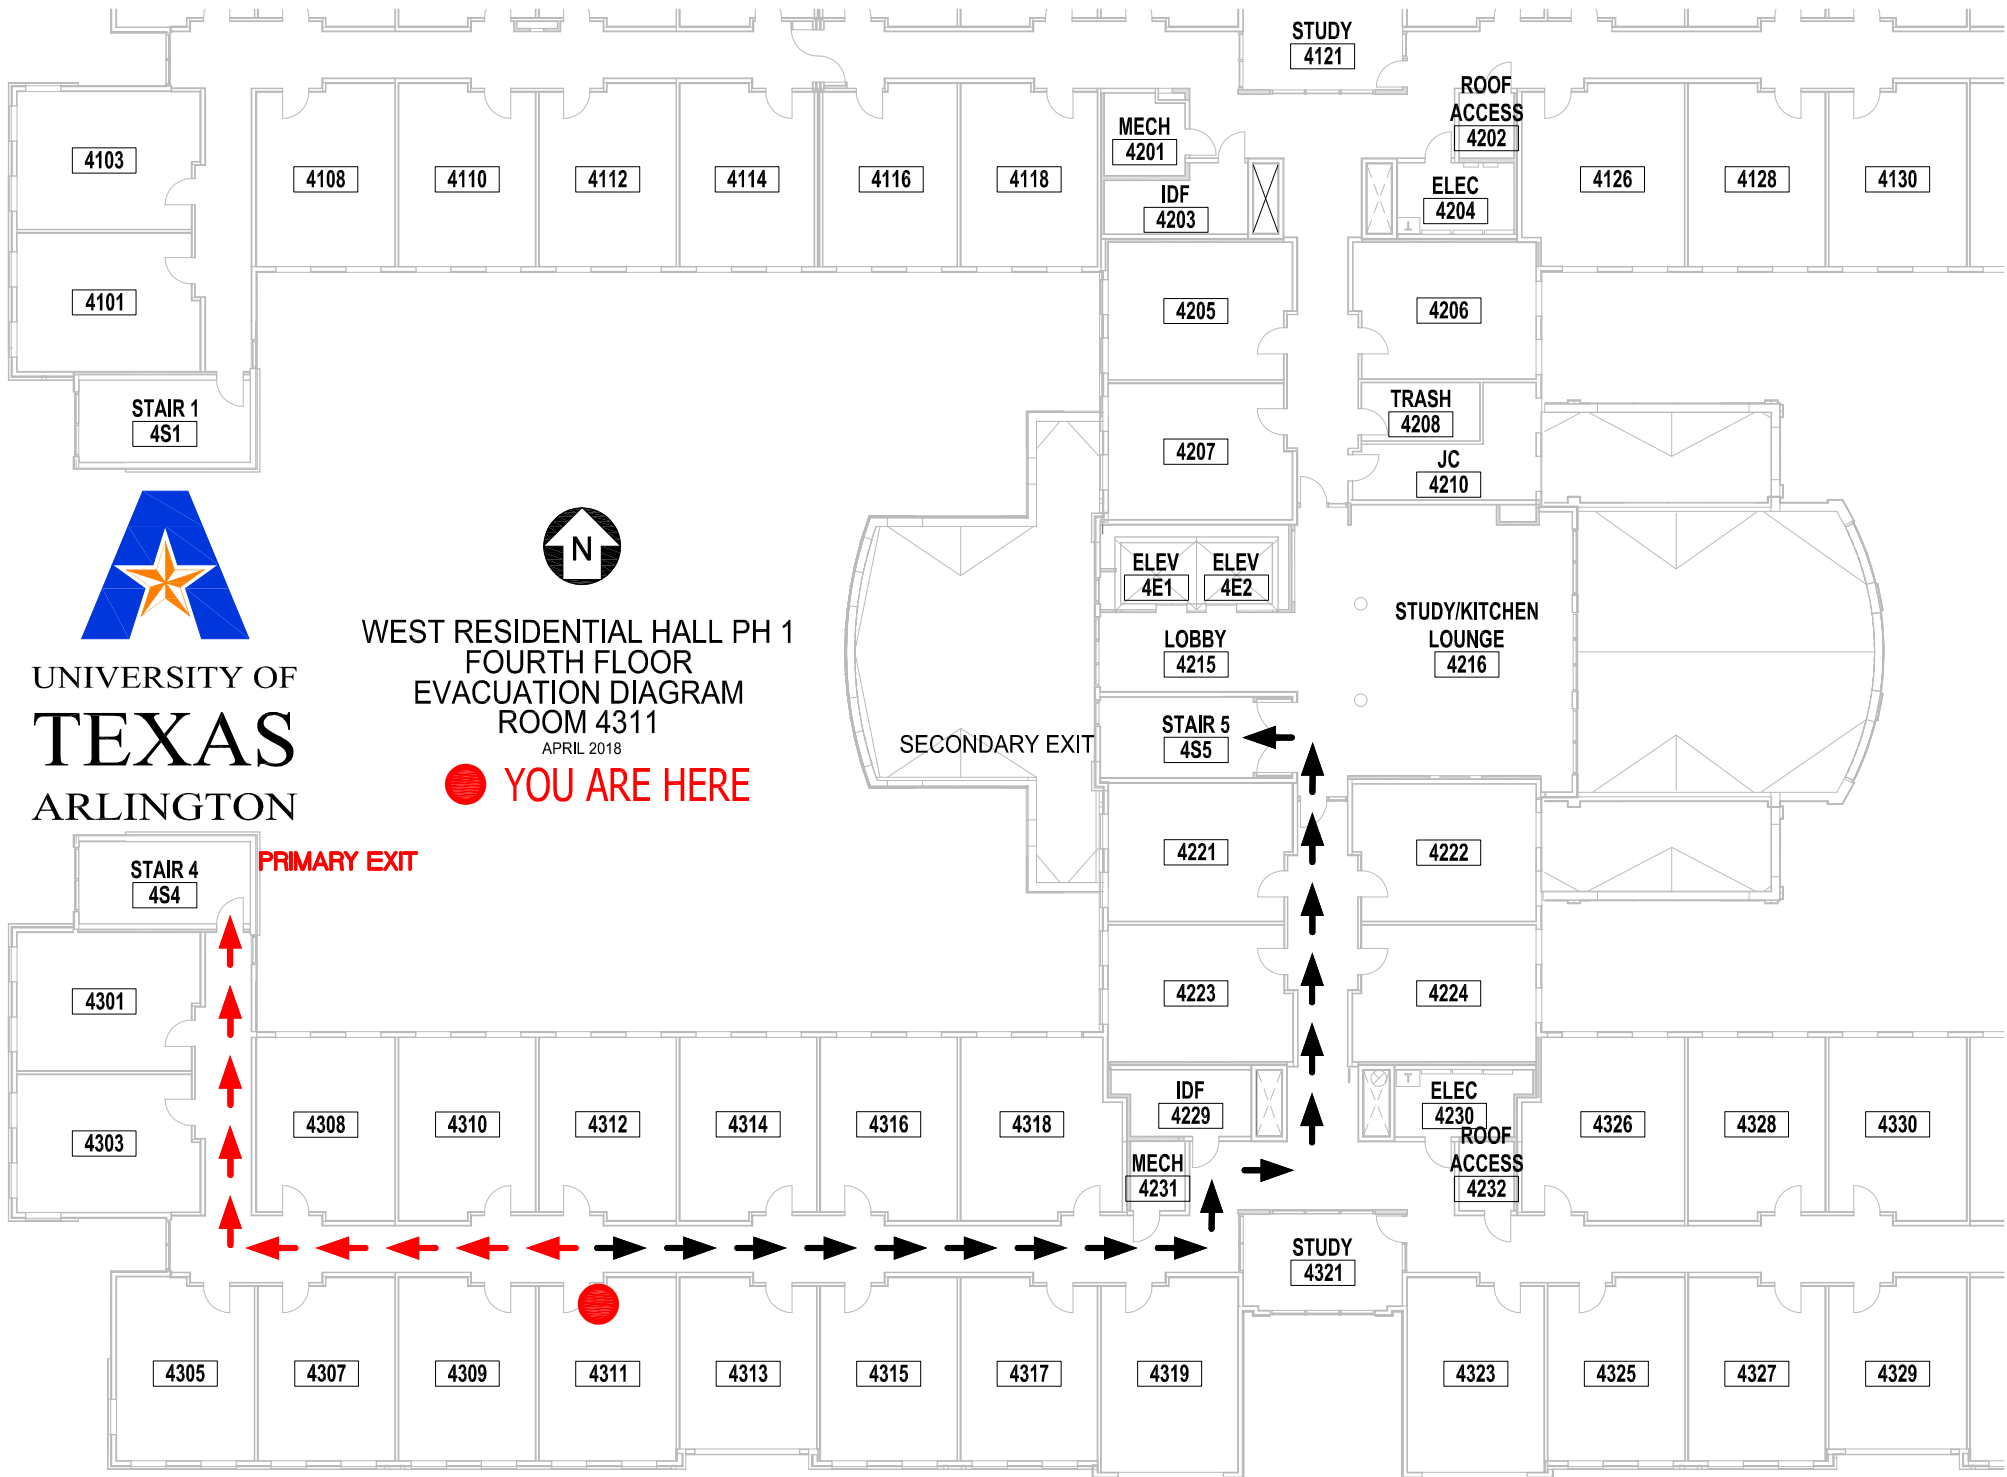 STUDY
4121
ROOF
ACCESS
4202
MECH
4201
4103
4108
4110
4112
4114
4116
4118
IDF
4203
ELEC
4204
4126
4128
4130
4101
4205
4206
STAIR 1
4S1
TRASH
4208
4207
JC
4210
N
ELEV
4E1
ELEV
4E2
STUDY/KITCHEN
LOUNGE
4216
LOBBY
4215
UNIVERSITY OF
TEXAS
ARLINGTON
WEST RESIDENTIAL HALL PH 1
FOURTH FLOOR
EVACUATION DIAGRAM
ROOM 4311
APRIL 2018
YOU ARE HERE
SECONDARY EXIT
STAIR 5
4S5
PRIMARY EXIT
STAIR 4
4S4
4221
4222
4301
4223
4224
4303
4308
4310
4312
4314
4316
4318
IDF
4229
T
ELEC
4230
4326
4328
4330
MECH
4231
ROOF
ACCESS
4232
STUDY
4321
4305
4307
4309
4311
4313
4315
4317
4319
4323
4325
4327
4329